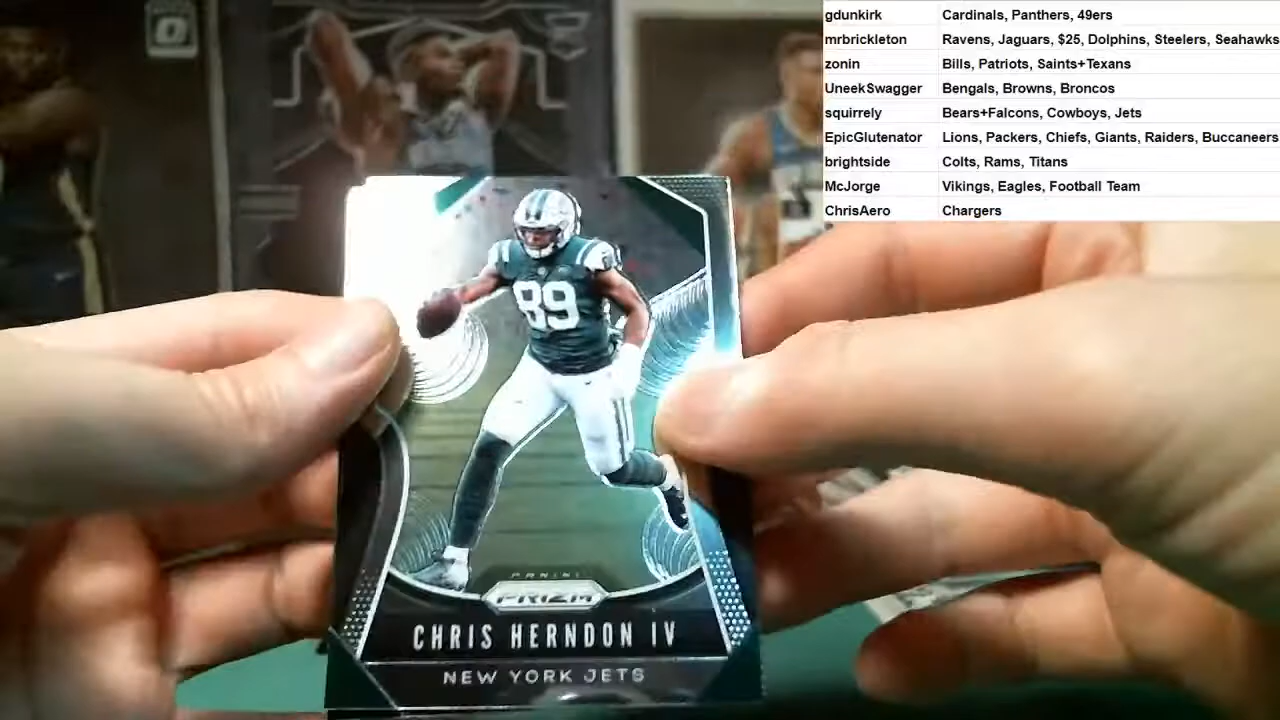 gdunkirk Cardinals, Panthers, 49ers
mrbrickleton Ravens, Jaguars, $25, Dolphins, Steelers, Seahawks
zonin Bills, Patriots, Saints+Texans
UneekSwagger Bengals, Browns, Broncos
squirrely Bears+Falcons, Cowboys, Jets
EpicGlutenator Lions, Packers, Chiefs, Giants, Raiders, Buccaneers
brightside Colts, Rams, Titans
McJorge Vikings, Eagles, Football Team
ChrisAero Chargers
89
PANINI
PRIZM
CHRIS HERNDON IV
NEW YORK JETS